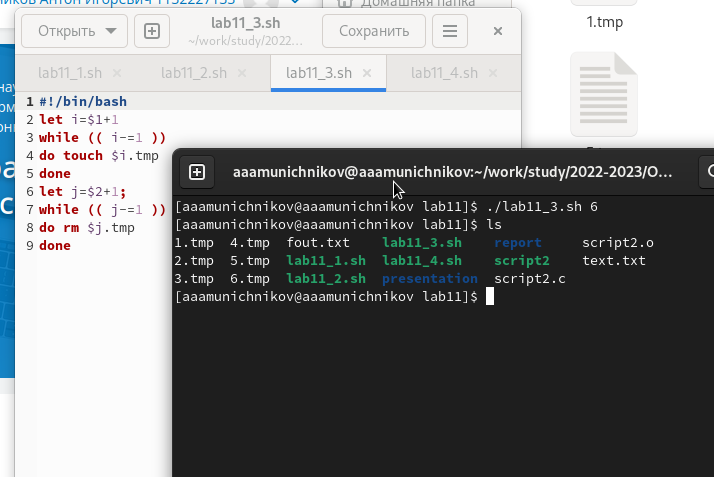 Антон Игоревич 1132227133
Домашняя папка
1.tmp
Открыть
lab11_3.sh
~/work/study/2022...
Сохранить
lab11_1.sh
lab11_2.sh
lab11_3.sh
lab11_4.sh
1 #!/bin/bash
2 let i=$1+1
3 while (( i-=1 ))
4 do touch $i.tmp
5 done
6 let j=$2+1;
7 while (( j-=1 ))
8 do rm $j.tmp
9 done
aaamunichnikov@aaamunichnikov:~/work/study/2022-2023/O...
[aaamunichnikov@aaamunichnikov lab11]$ ./lab11_3.sh 6
[aaamunichnikov@aaamunichnikov lab11]$ ls
1.tmp 4.tmp fout.txt lab11_3.sh report script2.o
2.tmp 5.tmp lab11_1.sh lab11_4.sh script2 text.txt
3.tmp 6.tmp lab11_2.sh presentation script2.c
[aaamunichnikov@aaamunichnikov lab11]$